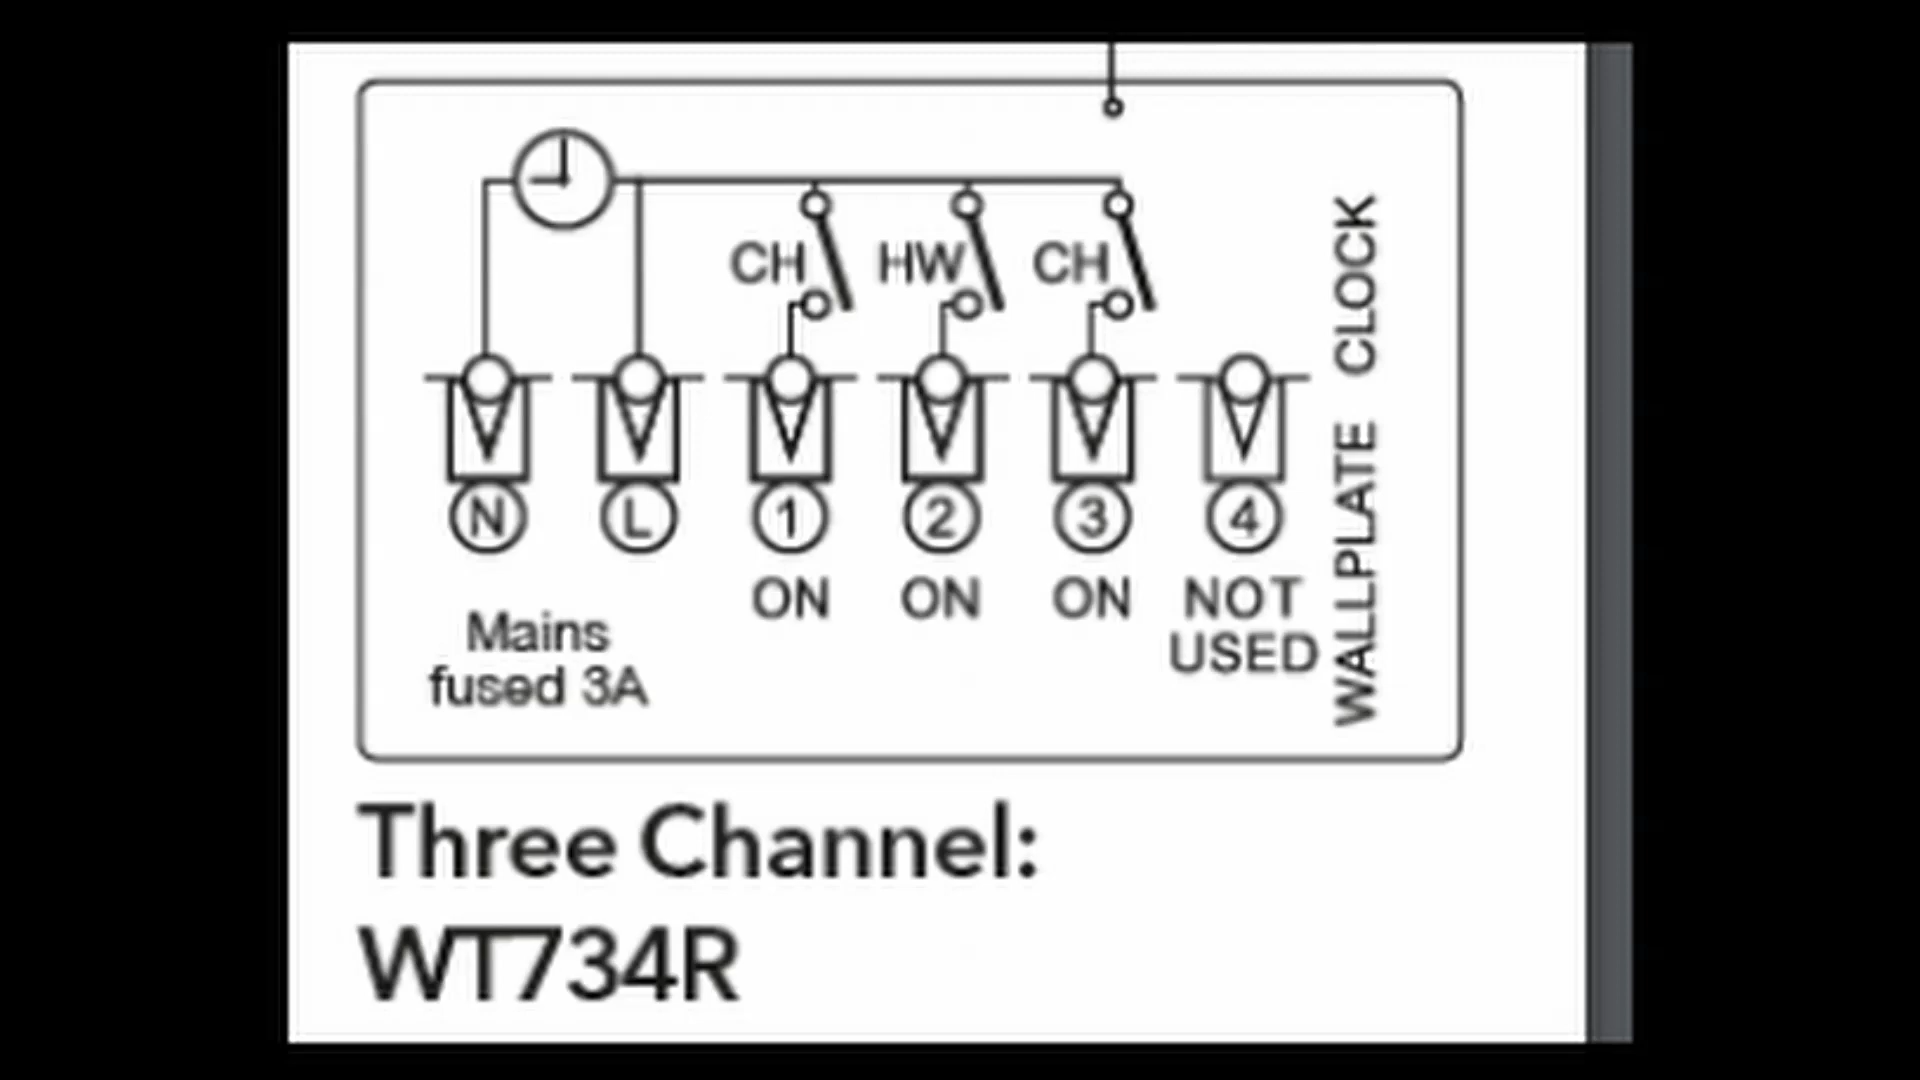 CH HW CH
N L 1 2 3 4
ON ON ON NOT
USED
Mains
fused 3A
WALLPLATE CLOCK
Three Channel:
WT734R